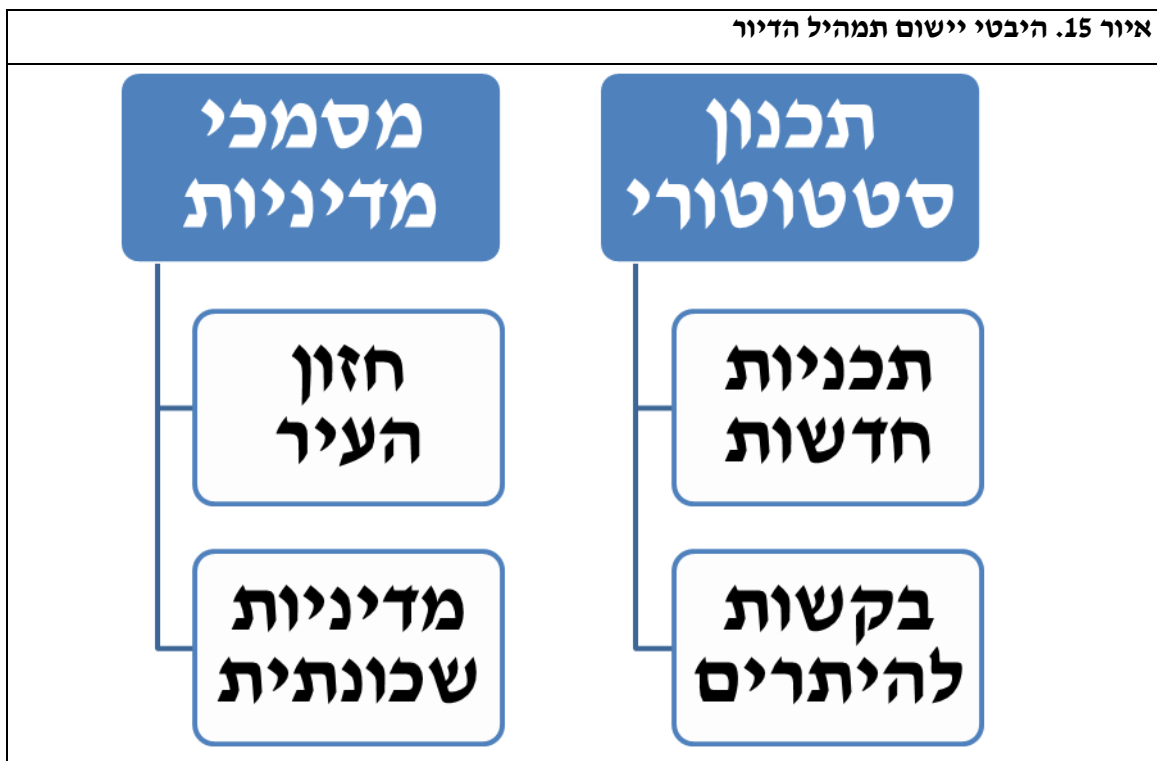 איור 15. היבטי יישום תמהיל הדיור
תכנון
סטטוטורי
תכניות
חדשות
בקשות
להיתרים
מסמכי
מדיניות
חזון
העיר
מדיניות
שכונתית